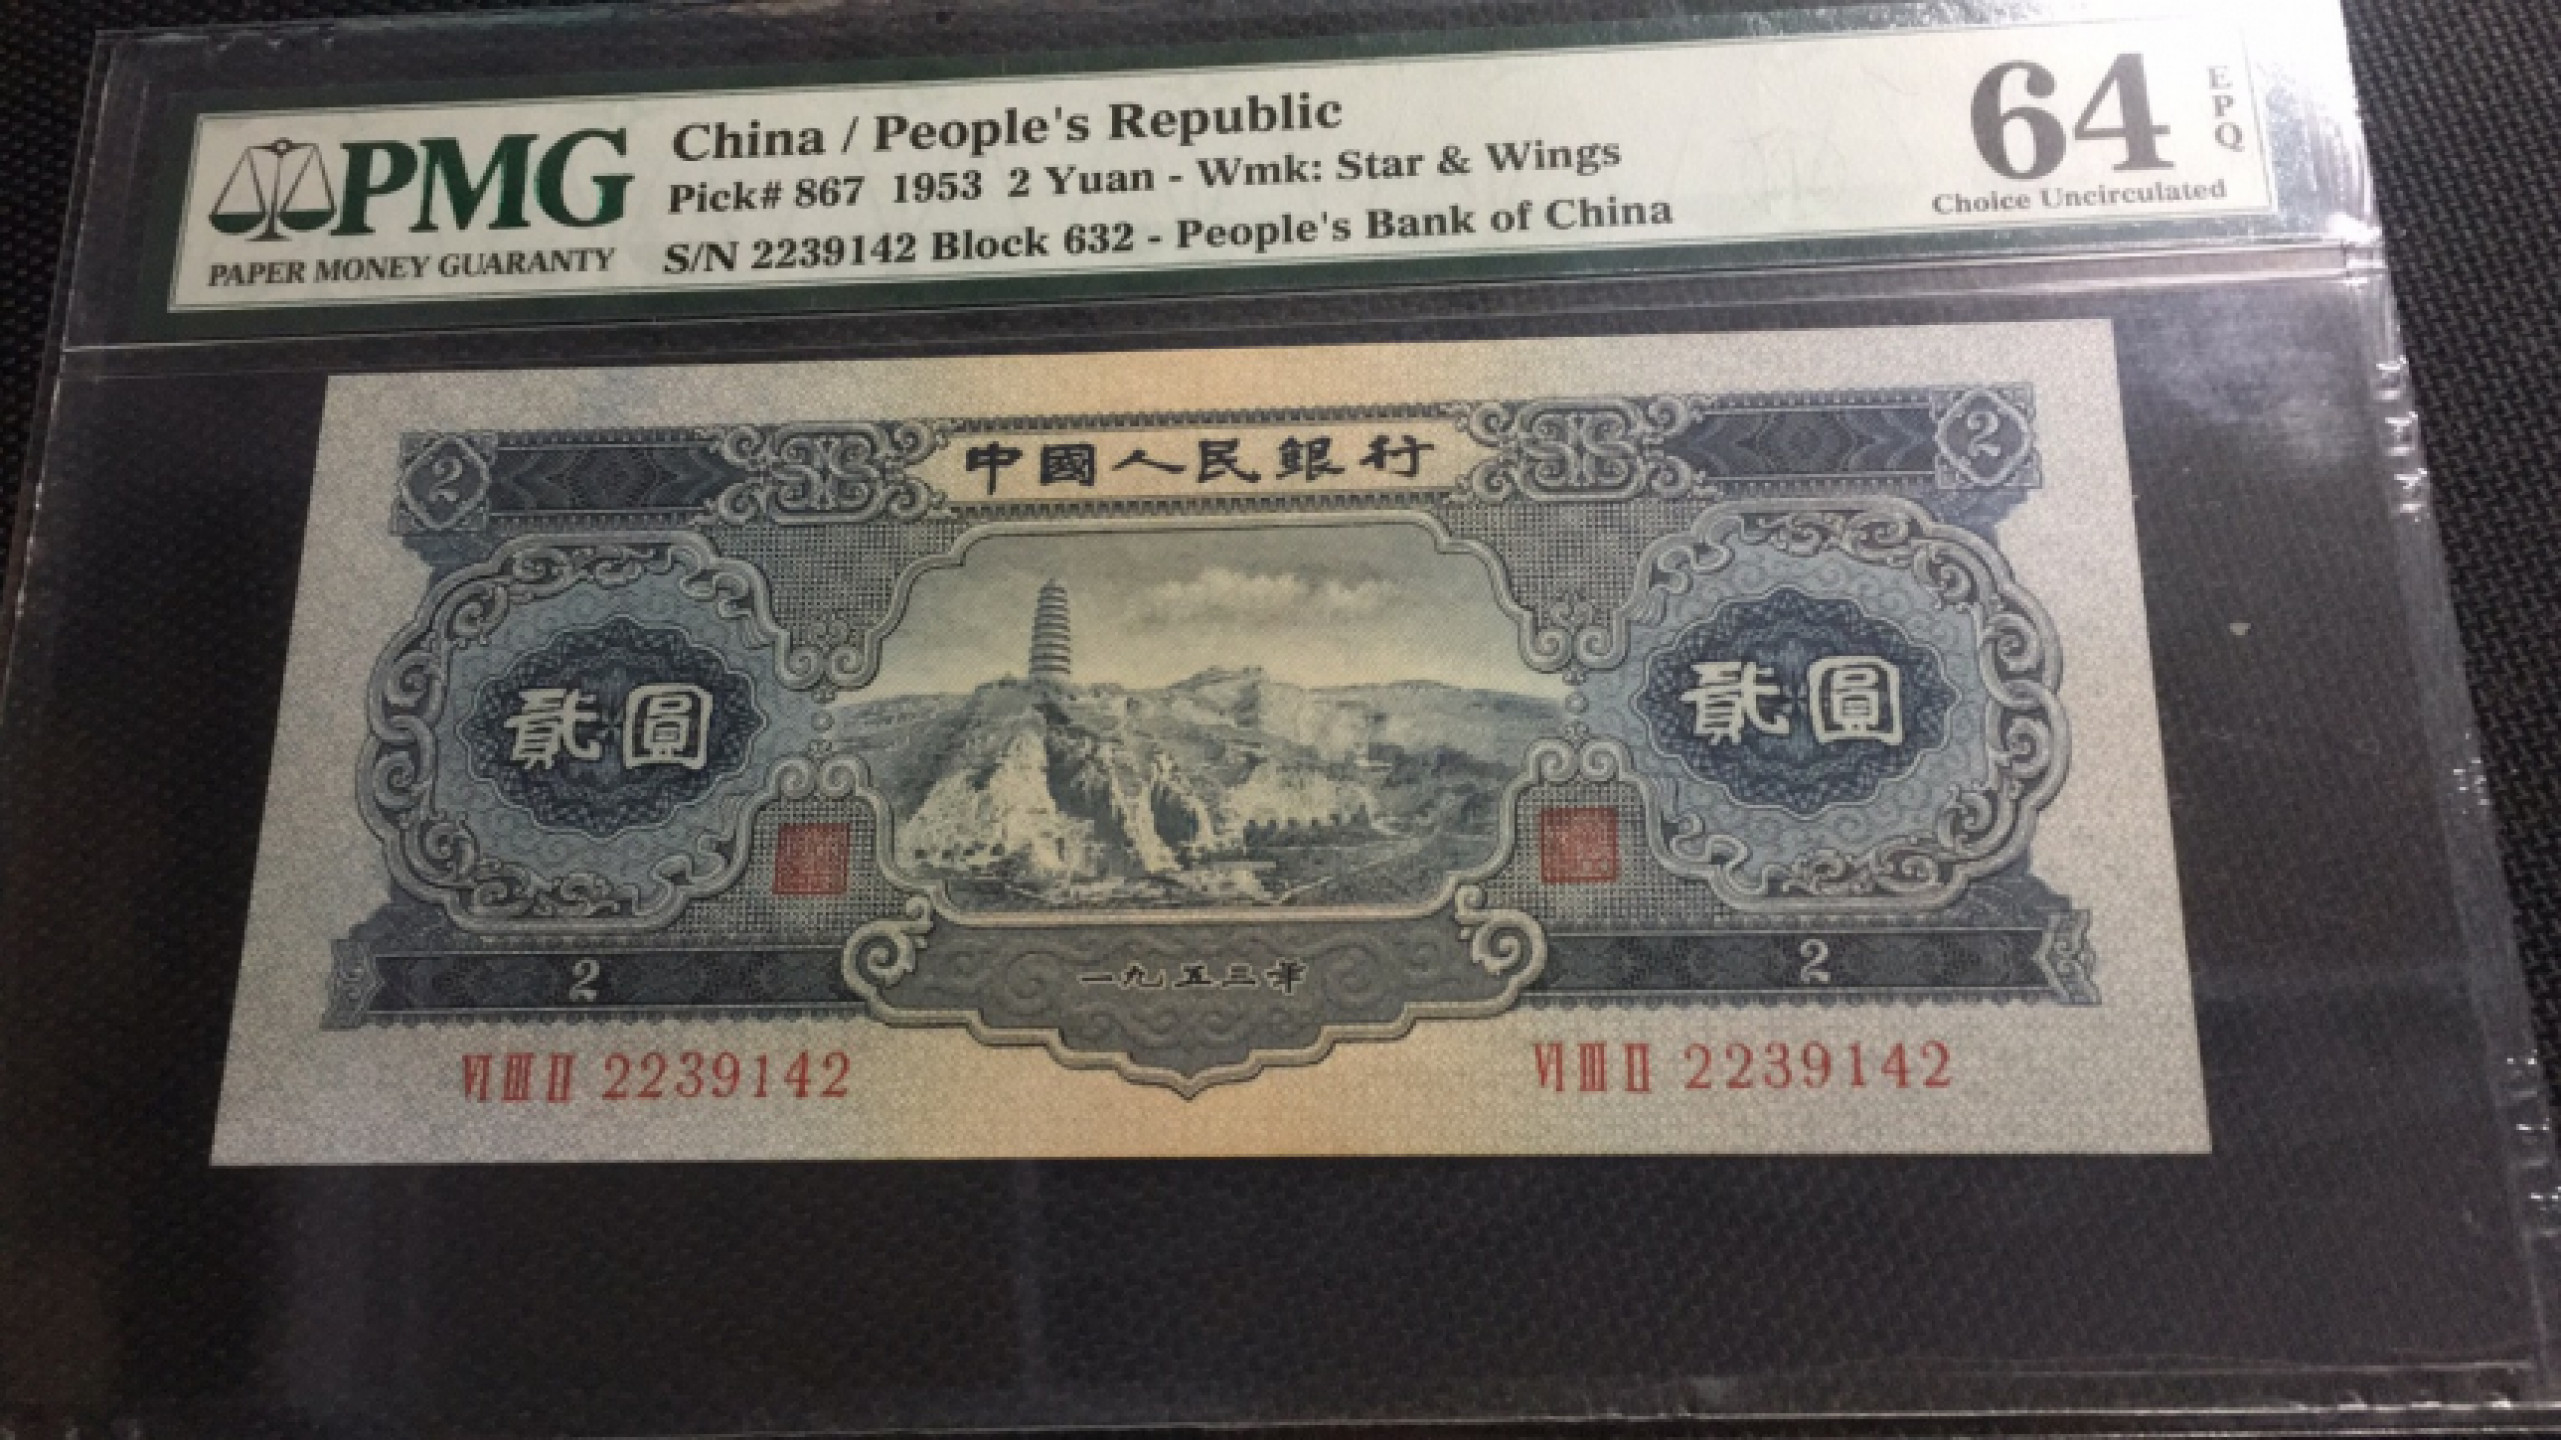 PMG
PAPER MONEY GUARANTY
China / People's Republic
Pick# 867 1953 2 Yuan - Wmk: Star & Wings
S/N 2239142 Block 632 - People's Bank of China
64
EPQ
Choice Uncirculated
2
中國人民銀行
2
貳圓
貳圓
2
一九五三年
2
VI III II 2239142
VI III II 2239142